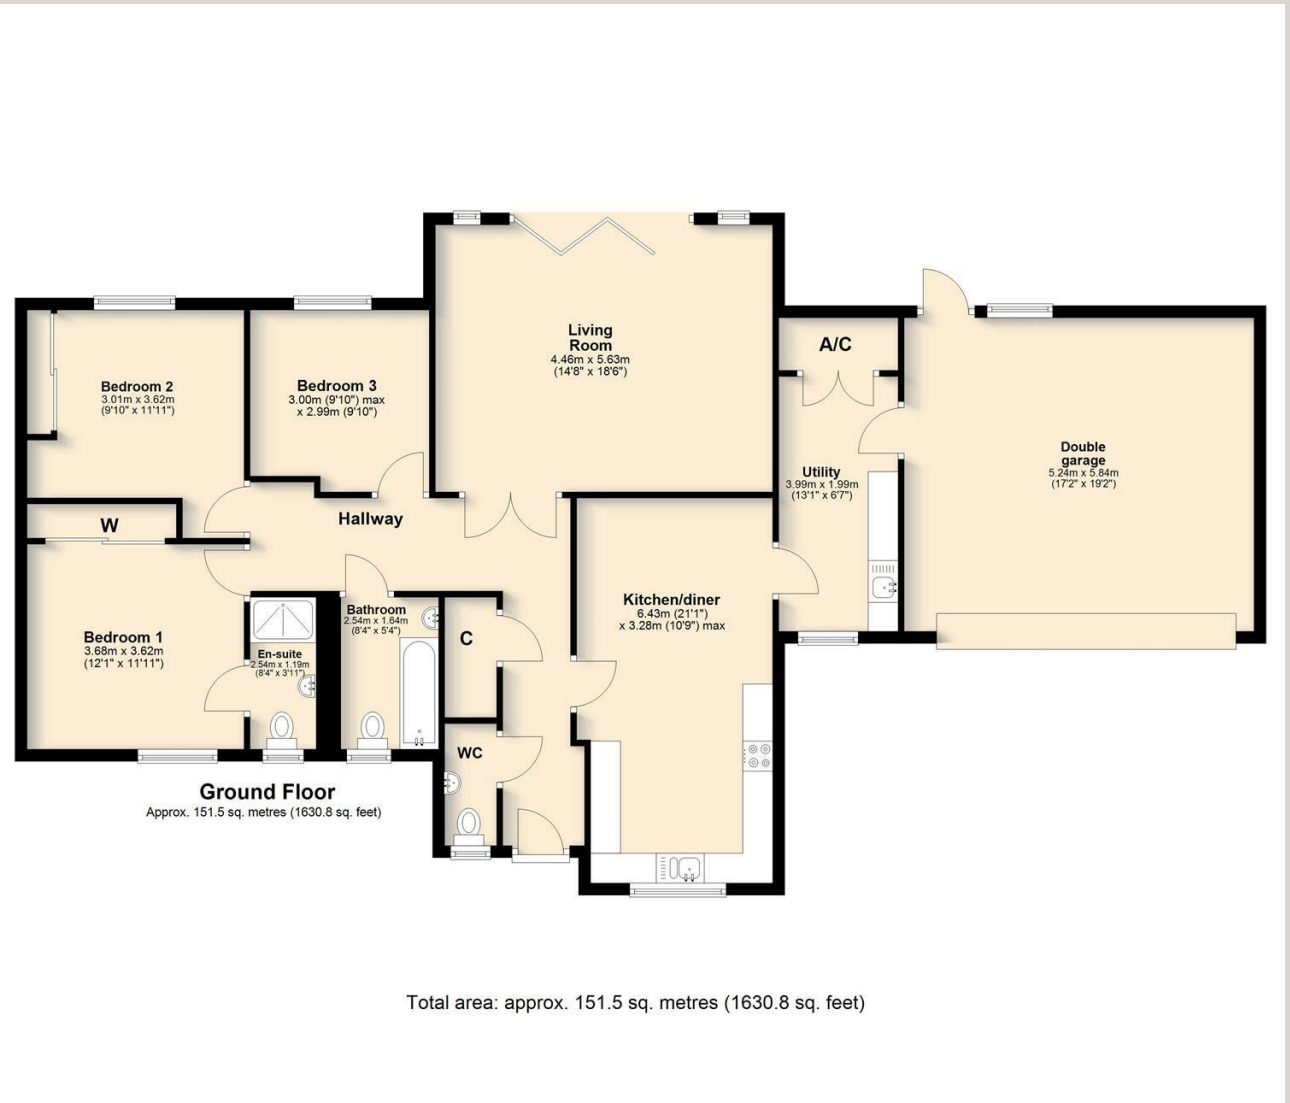 Living
Room
4.46m x 5.63m
(14'8" x 18'6")
A/C
Bedroom 2
3.01m x 3.62m
(9'10" x 11'11")
Bedroom 3
3.00m (9'10") max
x 2.99m (9'10")
Double
garage
5.24m x 5.84m
(17'2" x 19'2")
Utility
3.99m x 1.99m
(13'1" x 6'7")
W
Hallway
Bedroom 1
3.68m x 3.62m
(12'1" x 11'11")
En-suite
2.54m x 1.19m
(8'4" x 3'11")
Bathroom
2.54m x 1.64m
(8'4" x 5'4")
C
Kitchen/diner
6.43m (21'1")
x 3.28m (10'9") max
WC
Ground Floor
Approx. 151.5 sq. metres (1630.8 sq. feet)
Total area: approx. 151.5 sq. metres (1630.8 sq. feet)